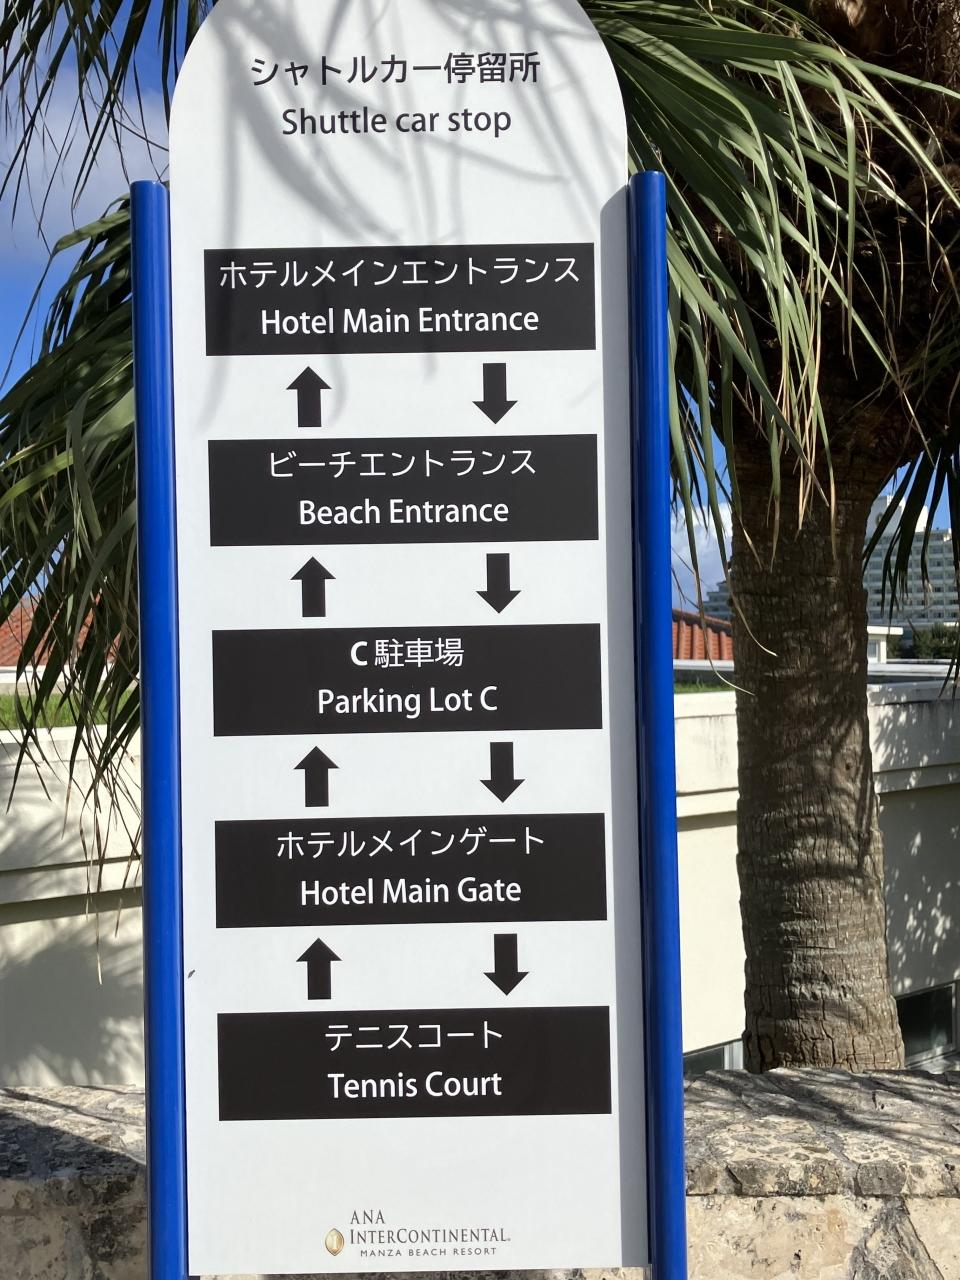 シャトルカー停留所
Shuttle car stop
ホテルメインエントランス
Hotel Main Entrance
ビーチエントランス
Beach Entrance
C 駐車場
Parking Lot C
ホテルメインゲート
Hotel Main Gate
テニスコート
Tennis Court
ANA
INTERCONTINENTAL®
MANZA BEACH RESORT